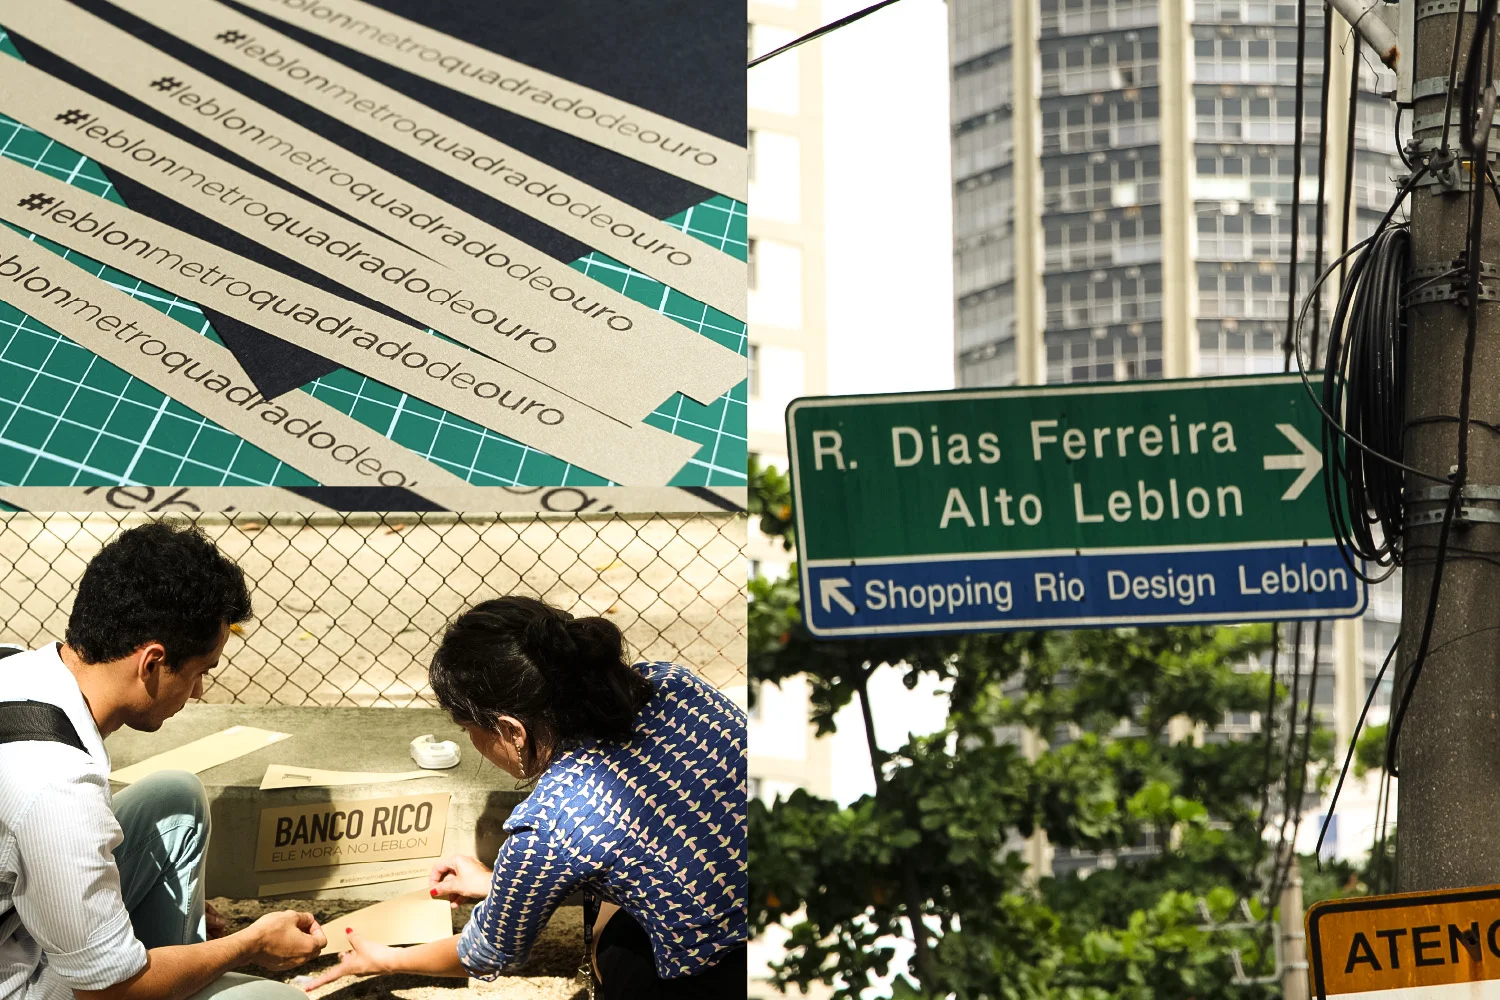 #leblonmetroquadradodeouro
#leblonmetroquadradodeouro
#leblonmetroquadradodeouro
#leblonmetroquadradodeouro
#leblonmetroquadradodeouro
BANCO RICO
ELE MORA NO LEBLON
R. Dias Ferreira
Alto Leblon
Shopping Rio Design Leblon